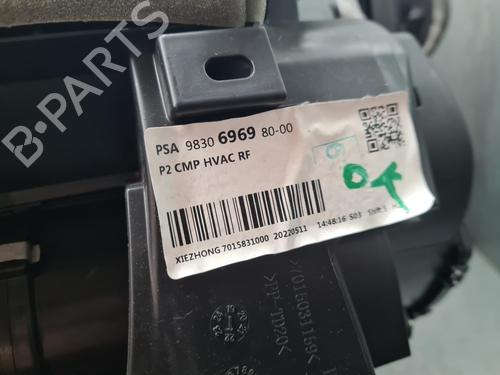 B-PARTS
PSA 9830 6969 80-00
P2 CMP HVAC RF
XIEZHONG 7015831000 20220511 14:48:16 S03
>PP-TD20<